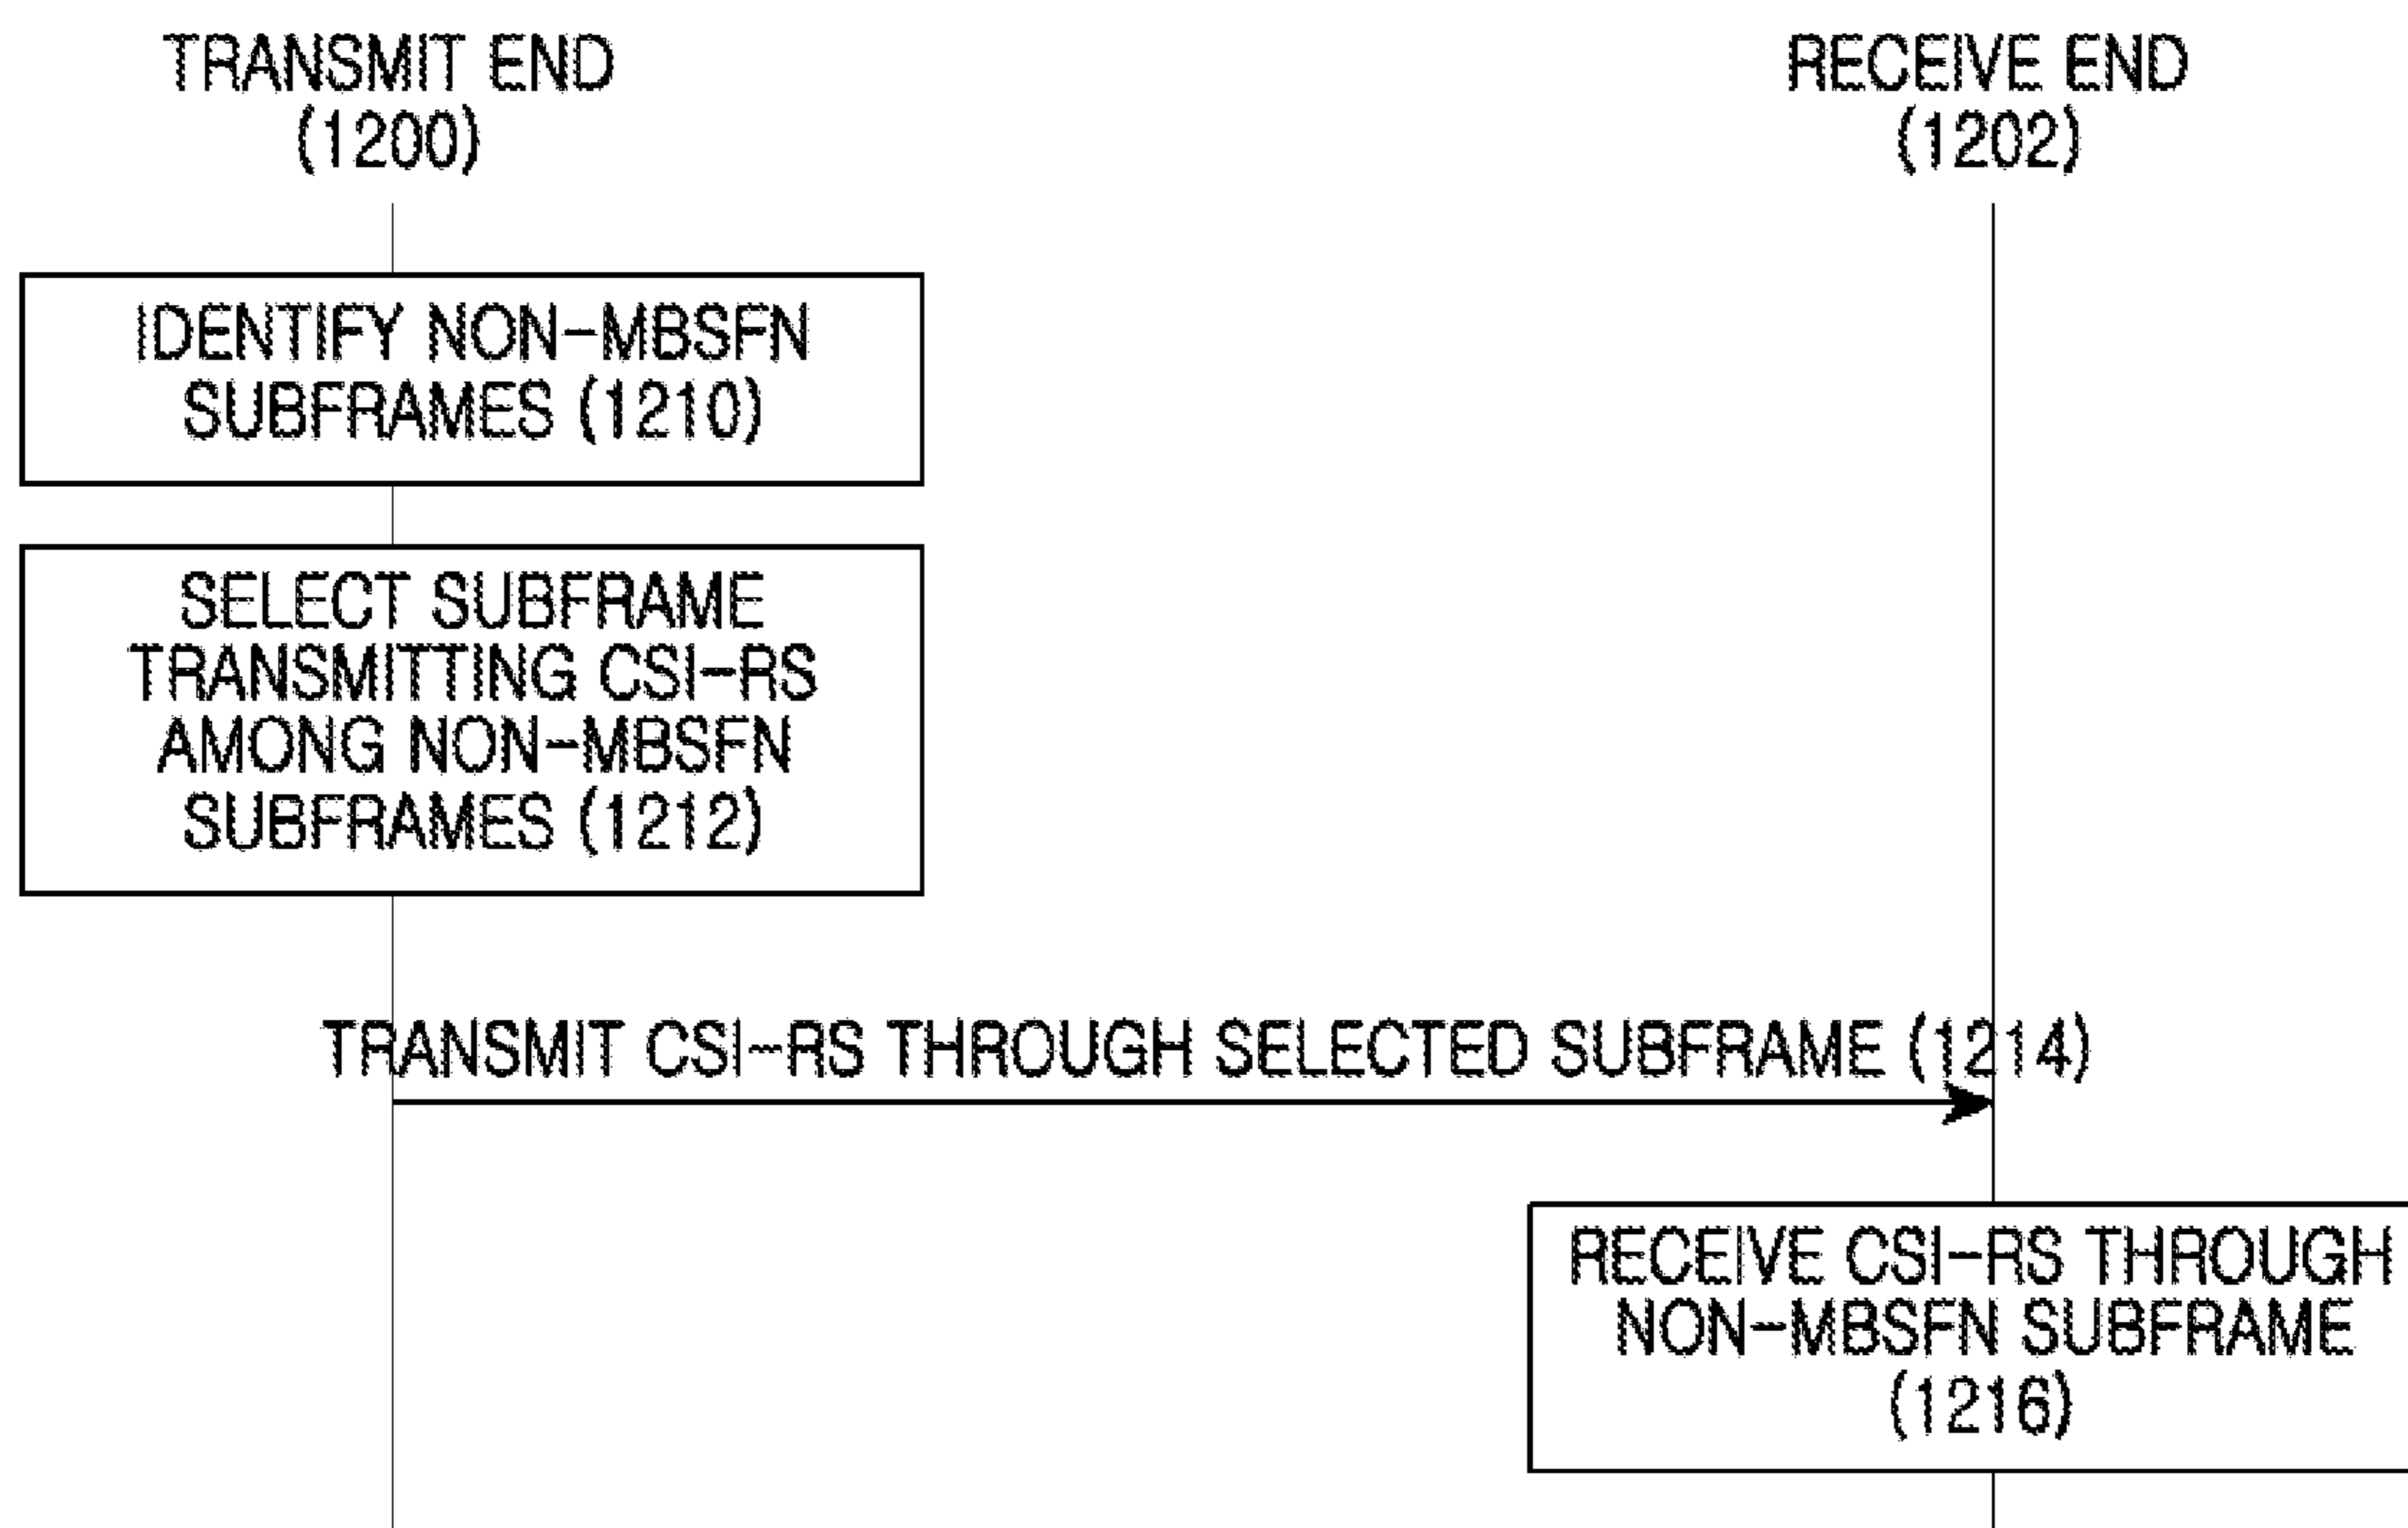 TRANSMIT END
(1200)
RECEIVE END
(1202)
IDENTIFY NON-MBSFN
SUBFRAMES (1210)
SELECT SUBFRAME
TRANSMITTING CSI-RS
AMONG NON-MBSFN
SUBFRAMES (1212)
TRANSMIT CSI-RS THROUGH SELECTED SUBFRAME (1214)
RECEIVE CSI-RS THROUGH
NON-MBSFN SUBFRAME
(1216)